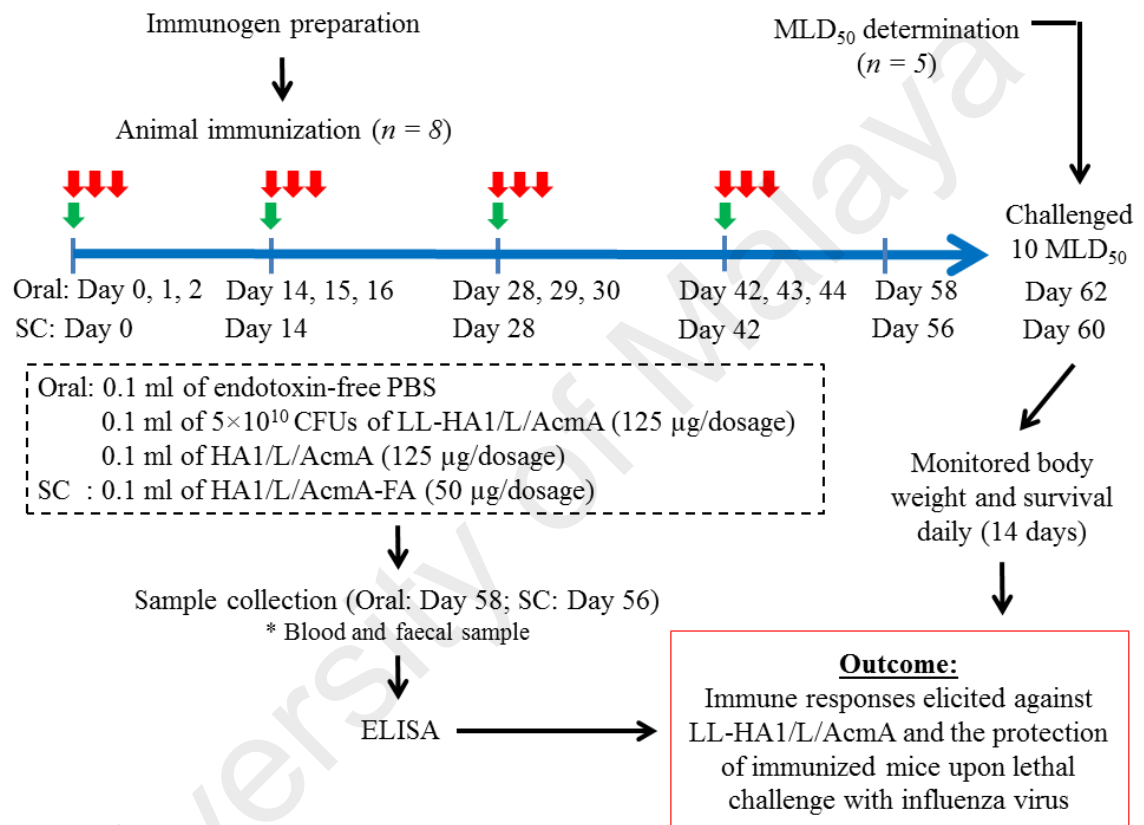 Immunogen preparation
MLD₅₀ determination
(n = 5)
Animal immunization (n = 8)
Challenged
10 MLD₅₀
Oral: Day 0, 1, 2 Day 14, 15, 16 Day 28, 29, 30 Day 42, 43, 44 Day 58 Day 62
SC: Day 0 Day 14 Day 28 Day 42 Day 56 Day 60
Oral: 0.1 ml of endotoxin-free PBS
0.1 ml of 5×10¹⁰ CFUs of LL-HA1/L/AcmA (125 µg/dosage)
0.1 ml of HA1/L/AcmA (125 µg/dosage)
SC : 0.1 ml of HA1/L/AcmA-FA (50 µg/dosage)
Monitored body
weight and survival
daily (14 days)
Sample collection (Oral: Day 58; SC: Day 56)
* Blood and faecal sample
ELISA
Outcome:
Immune responses elicited against
LL-HA1/L/AcmA and the protection
of immunized mice upon lethal
challenge with influenza virus
versity of Malaya